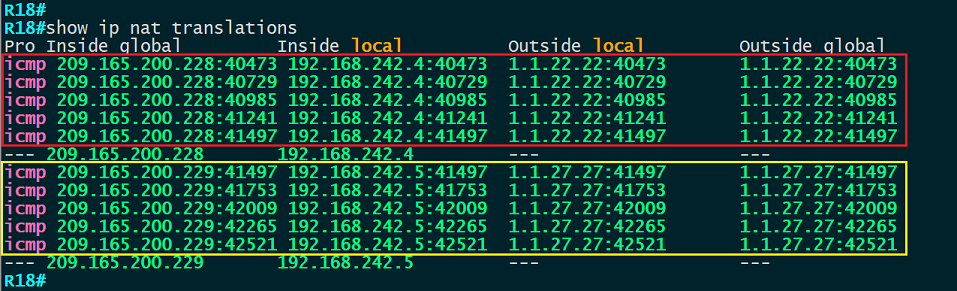 R18#
R18#show ip nat translations
Pro Inside global         Inside local          Outside local         Outside global
icmp 209.165.200.228:40473 192.168.242.4:40473  1.1.22.22:40473       1.1.22.22:40473
icmp 209.165.200.228:40729 192.168.242.4:40729  1.1.22.22:40729       1.1.22.22:40729
icmp 209.165.200.228:40985 192.168.242.4:40985  1.1.22.22:40985       1.1.22.22:40985
icmp 209.165.200.228:41241 192.168.242.4:41241  1.1.22.22:41241       1.1.22.22:41241
icmp 209.165.200.228:41497 192.168.242.4:41497  1.1.22.22:41497       1.1.22.22:41497
--- 209.165.200.228       192.168.242.4         ---                   ---
icmp 209.165.200.229:41497 192.168.242.5:41497  1.1.27.27:41497       1.1.27.27:41497
icmp 209.165.200.229:41753 192.168.242.5:41753  1.1.27.27:41753       1.1.27.27:41753
icmp 209.165.200.229:42009 192.168.242.5:42009  1.1.27.27:42009       1.1.27.27:42009
icmp 209.165.200.229:42265 192.168.242.5:42265  1.1.27.27:42265       1.1.27.27:42265
icmp 209.165.200.229:42521 192.168.242.5:42521  1.1.27.27:42521       1.1.27.27:42521
--- 209.165.200.229       192.168.242.5         ---                   ---
R18#